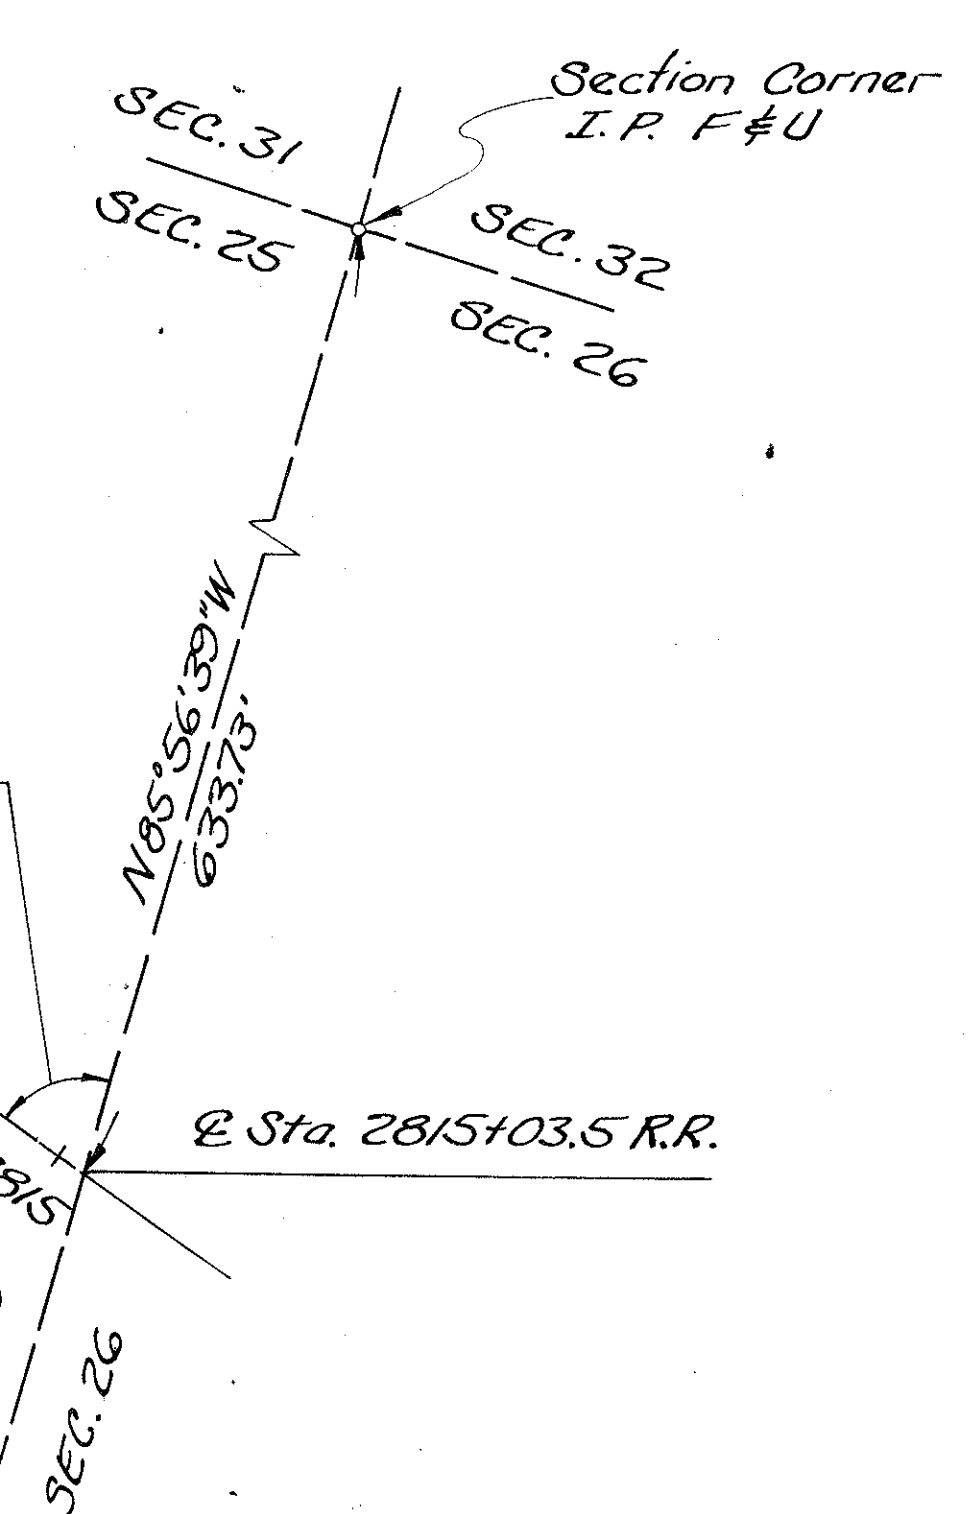 Section Corner
I.P. F&U
SEC. 31
SEC. 25
SEC. 32
SEC. 26
N85°56'39"W
633.73'
℄ Sta. 2815+03.5 R.R.
815
SEC. 26